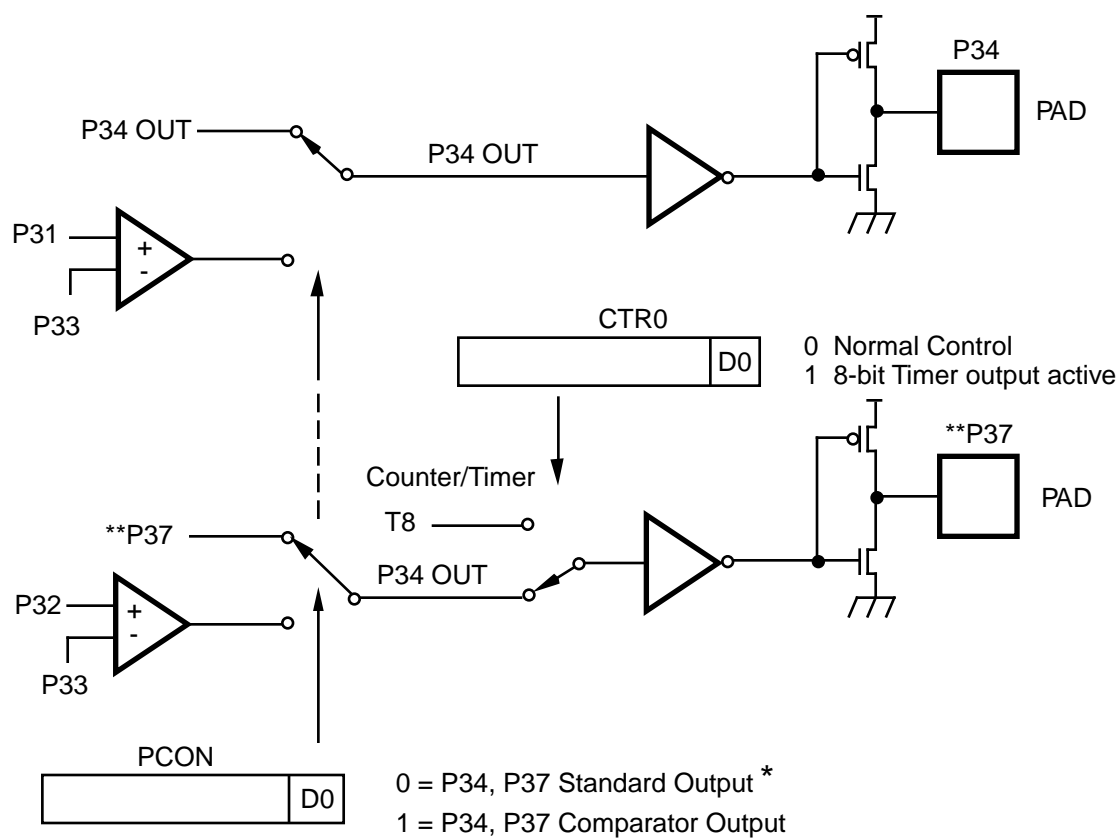 P34
P34 OUT
P34 OUT
PAD
P31
+
-
P33
CTR0
D0
0 Normal Control
1 8-bit Timer output active
**P37
Counter/Timer
T8
PAD
**P37
P34 OUT
P32
+
-
P33
PCON
D0
0 = P34, P37 Standard Output *
1 = P34, P37 Comparator Output